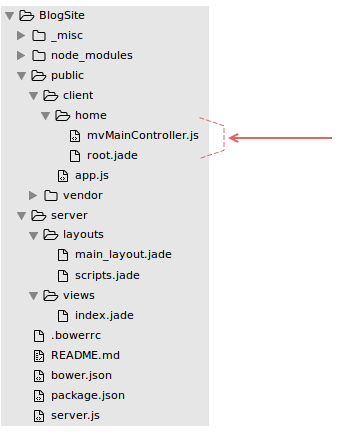 BlogSite
_misc
node_modules
public
client
home
mvMainController.js
root.jade
app.js
vendor
server
layouts
main_layout.jade
scripts.jade
views
index.jade
.bowerrc
README.md
bower.json
package.json
server.js